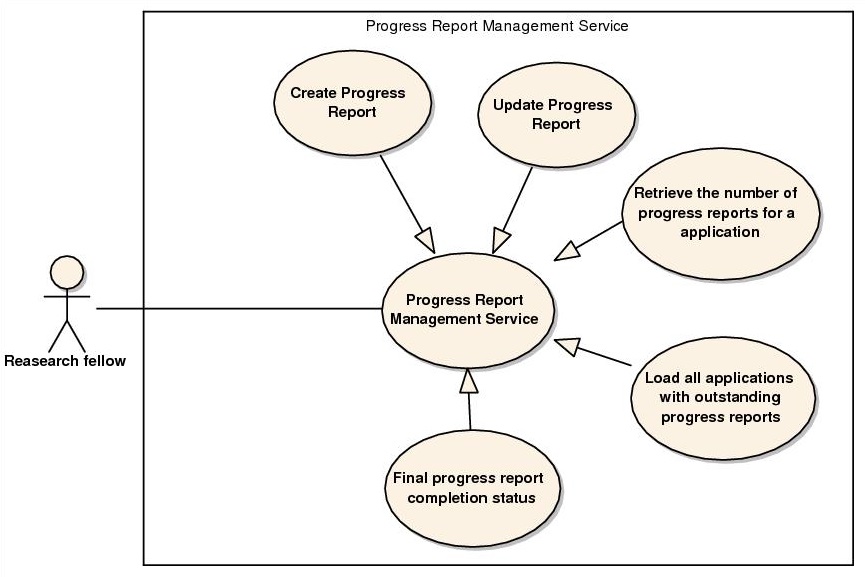 Progress Report Management Service
Create Progress
Report
Update Progress
Report
Retrieve the number of
progress reports for a
application
Progress Report
Management Service
Reasearch fellow
Load all applications
with outstanding
progress reports
Final progress report
completion status